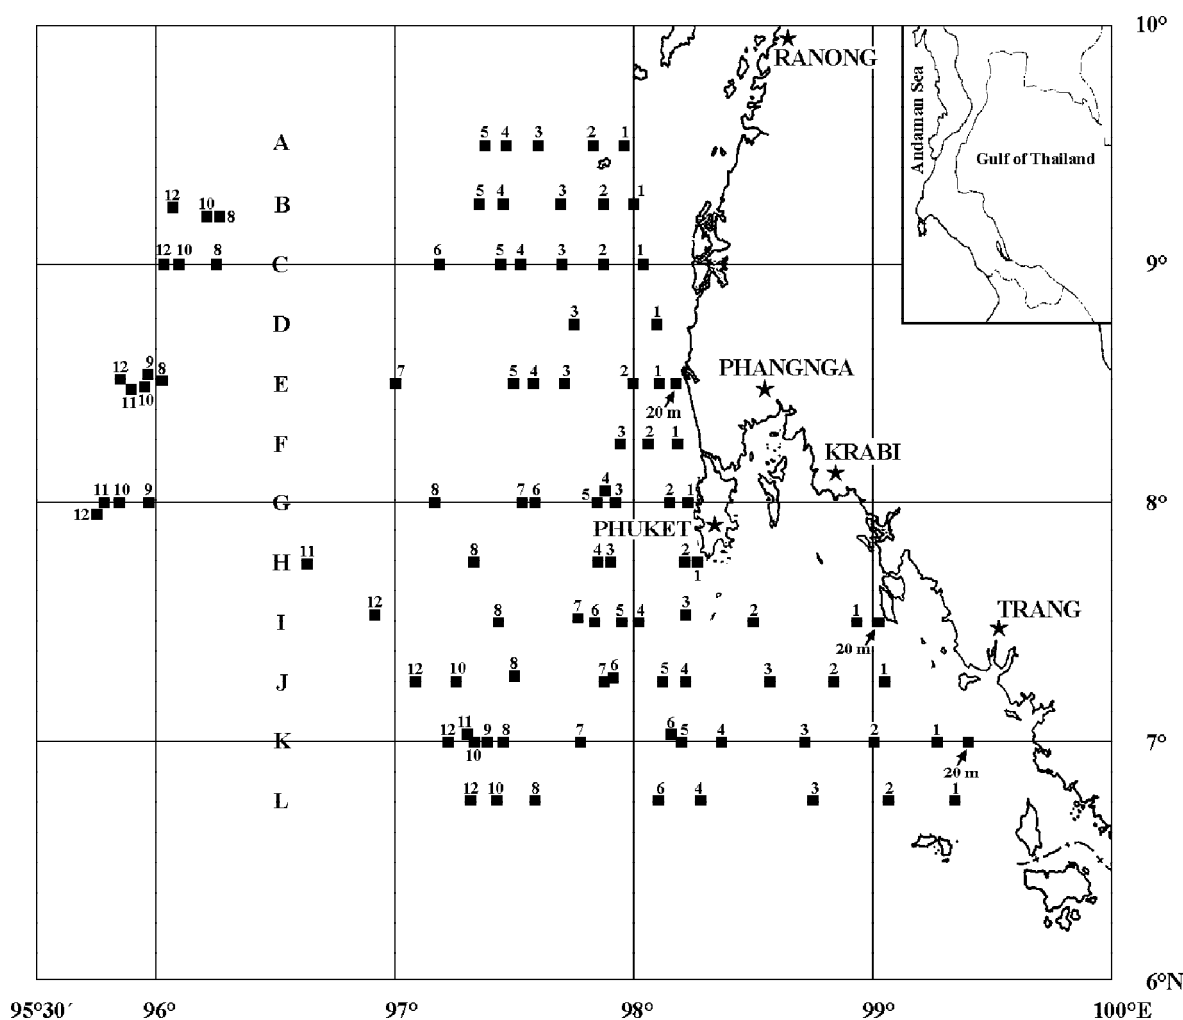 10°
RANONG
Andaman Sea
Gulf of Thailand
A 5 4 3 2 1
12 10 8 B 5 4 3 2 1
12 10 8 C 6 5 4 3 2 1 9°
D 3 1
PHANGNGA
12 9 8 E 7 5 4 3 2 1
11 10
20 m
F 3 2 1
KRABI
11 10 9 G 8 7 6 5 4 3 2 1 8°
12
PHUKET
11 H 8 4 3 2
1
12 I 8 7 6 5 4 3 2 1
TRANG
20 m
J 12 10 8 7 6 5 4 3 2 1
K 12 11 9 8 7 6 5 4 3 2 1 7°
10
20 m
L 12 10 8 6 4 3 2 1
6°N
95°30´ 96° 97° 98° 99° 100°E